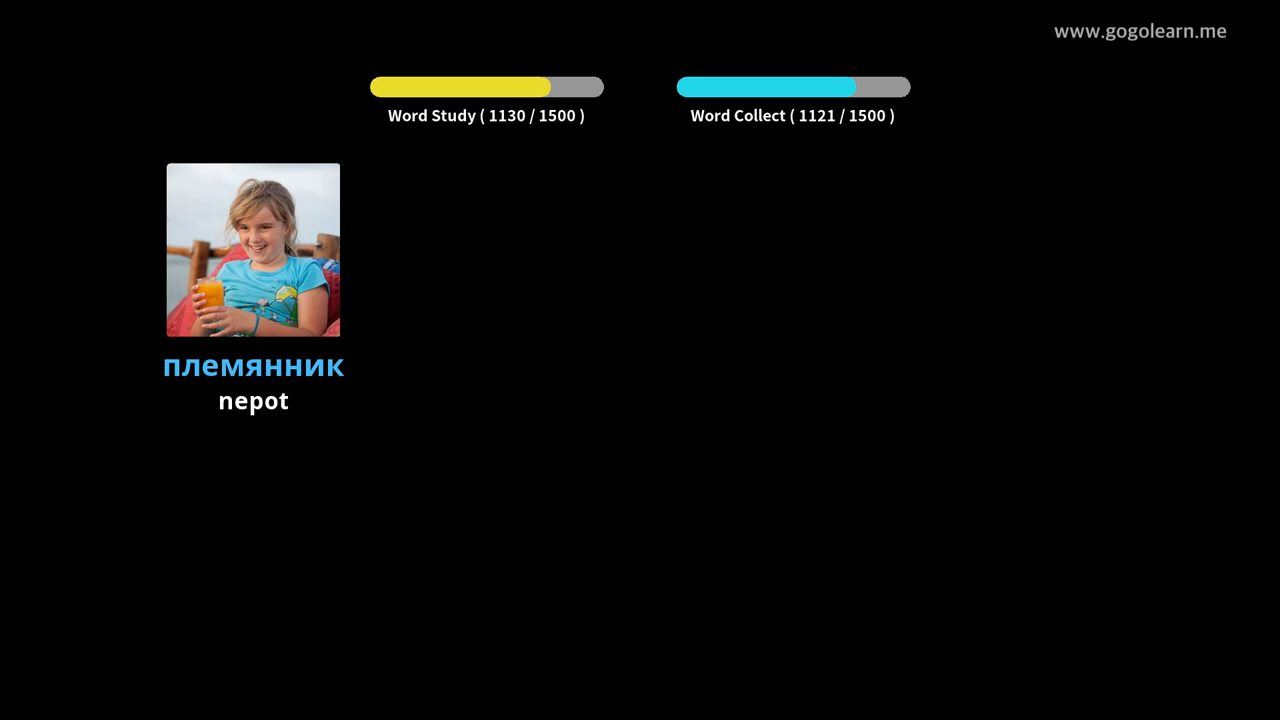 www.gogolearn.me
Word Study ( 1130 / 1500 )
Word Collect ( 1121 / 1500 )
племянник
nepot